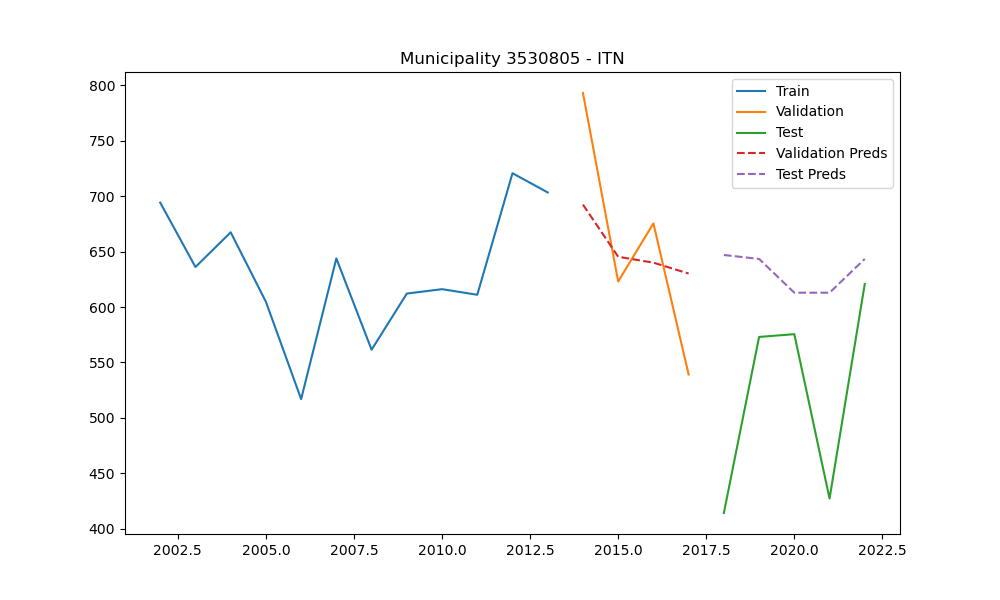 Municipality 3530805 - ITN
800
750
700
650
600
550
500
450
400
2002.5 2005.0 2007.5 2010.0 2012.5 2015.0 2017.5 2020.0 2022.5
Train
Validation
Test
Validation Preds
Test Preds